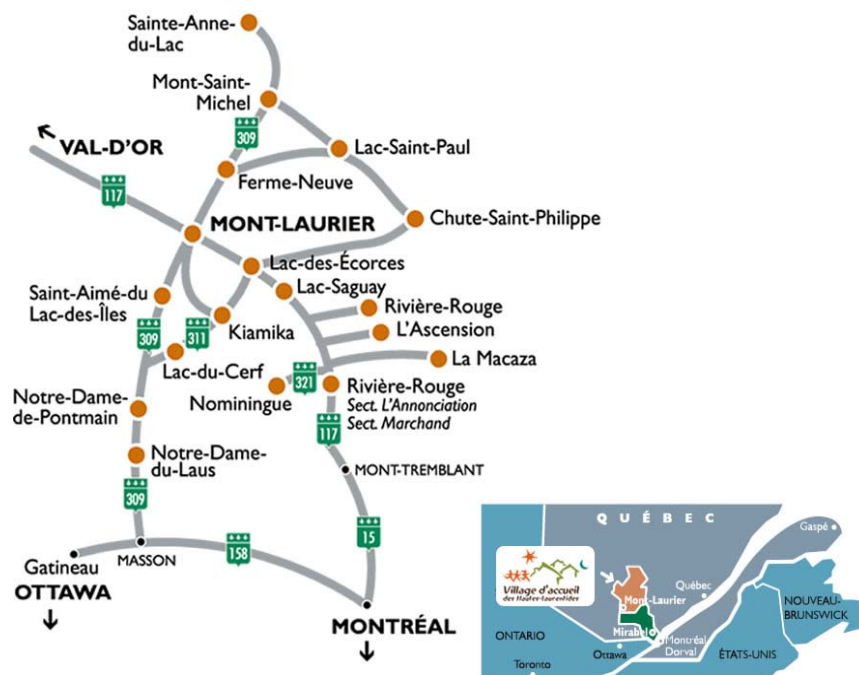 Sainte-Anne-
du-Lac
Mont-Saint-
Michel
309
Lac-Saint-Paul
VAL-D'OR
117
Ferme-Neuve
MONT-LAURIER
Chute-Saint-Philippe
Lac-des-Écorces
Lac-Saguay
Saint-Aimé-du
Lac-des-Îles
Rivière-Rouge
L'Ascension
Kiamika
309
311
La Macaza
Lac-du-Cerf
321
Nominingue
Rivière-Rouge
Sect. L'Annonciation
Sect. Marchand
Notre-Dame-
de-Pontmain
117
Notre-Dame-
du-Laus
MONT-TREMBLANT
309
15
158
MASSON
Gatineau
OTTAWA
MONTRÉAL
QUÉBEC
Gaspé
Village d'accueil
des Hautes-Laurentides
Québec
Mont-Laurier
NOUVEAU-
BRUNSWICK
Mirabel
ONTARIO
Ottawa
Montréal
Dorval
ÉTATS-UNIS
Toronto